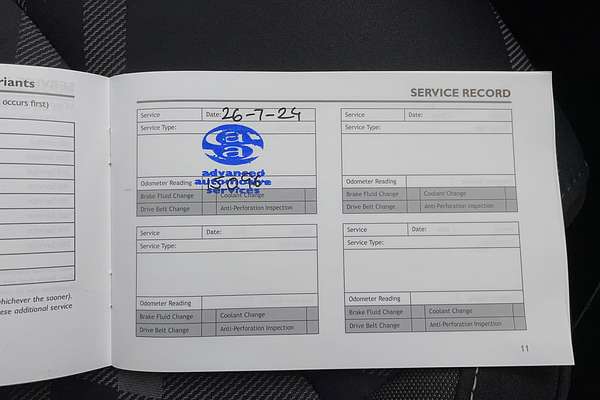 riants
occurs first)
whichever the sooner).
ese additional service
SERVICE RECORD
Service Date: 26-7-24
Service Type:
aa
advanced
automotive
services
Odometer Reading
Brake Fluid Change Coolant Change
Drive Belt Change Anti-Perforation Inspection
Service Date:
Service Type:
Odometer Reading
Brake Fluid Change Coolant Change
Drive Belt Change Anti-Perforation Inspection
Service Date:
Service Type:
Odometer Reading
Brake Fluid Change Coolant Change
Drive Belt Change Anti-Perforation Inspection
Service Date:
Service Type:
Odometer Reading
Brake Fluid Change Coolant Change
Drive Belt Change Anti-Perforation Inspection
11